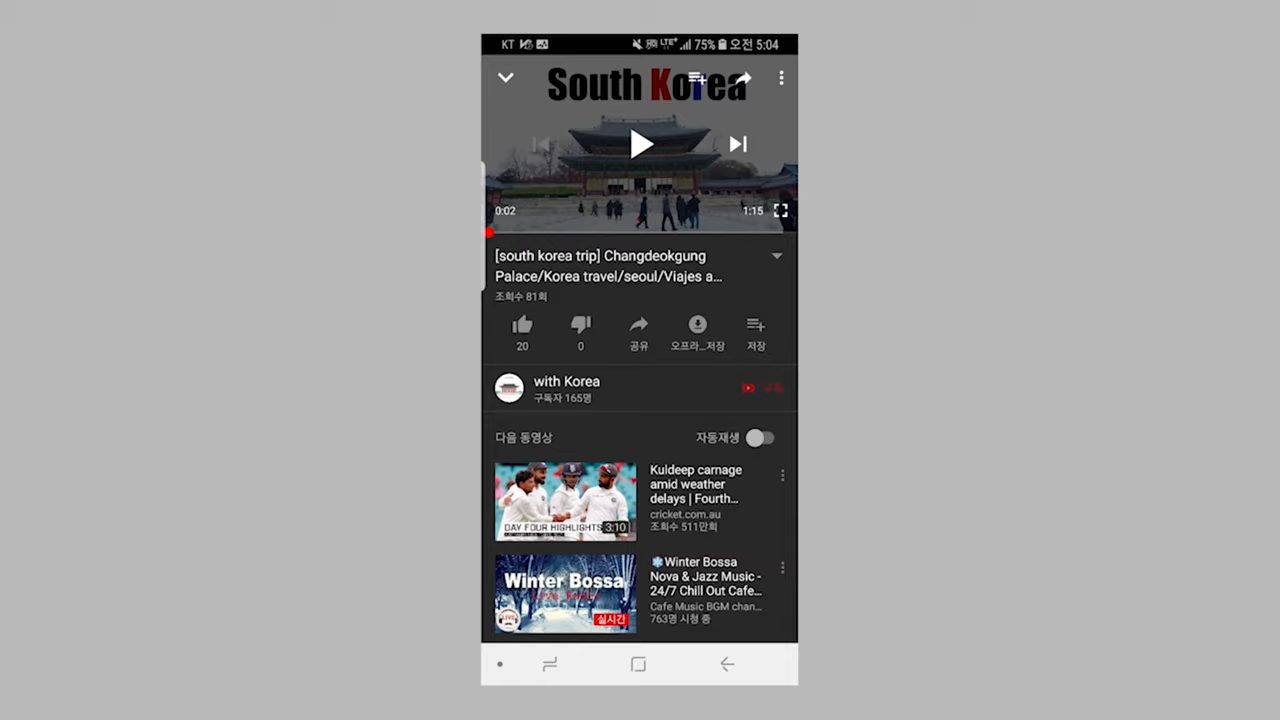 KT
LTE+ 75% 오전 5:04
South Korea
0:02
1:15
[south korea trip] Changdeokgung
Palace/Korea travel/seoul/Viajes a...
조회수 81회
20
0
공유
오프라...저장
저장
with Korea
구독
구독자 165명
다음 동영상
자동재생
Kuldeep carnage
amid weather
delays | Fourth...
cricket.com.au
조회수 511만회
DAY FOUR HIGHLIGHTS
3:10
❄Winter Bossa
Nova & Jazz Music -
24/7 Chill Out Cafe...
Cafe Music BGM chan...
763명 시청 중
Winter Bossa
LIVE
실시간